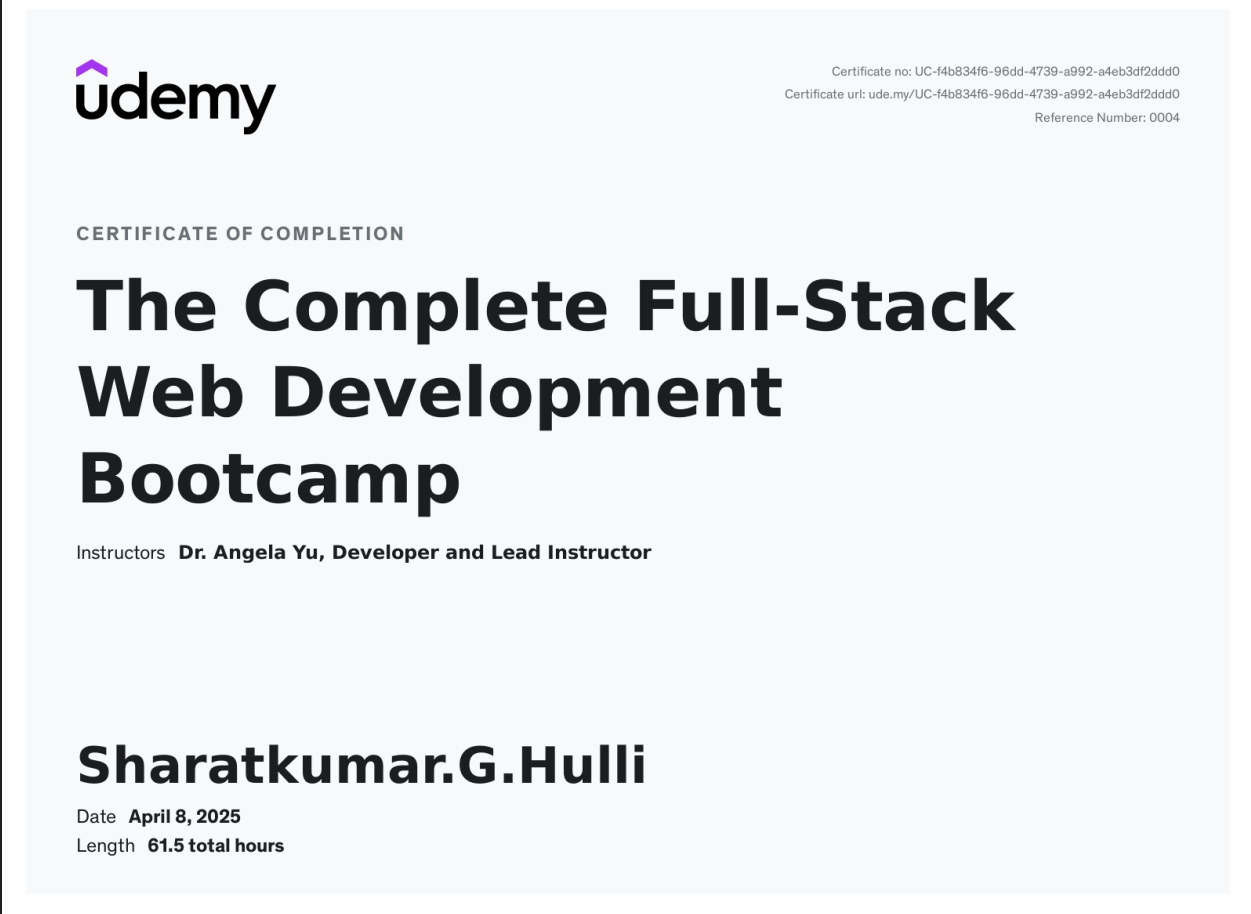 udemy
Certificate no: UC-f4b834f6-96dd-4739-a992-a4eb3df2ddd0
Certificate url: ude.my/UC-f4b834f6-96dd-4739-a992-a4eb3df2ddd0
Reference Number: 0004
CERTIFICATE OF COMPLETION
The Complete Full-Stack
Web Development
Bootcamp
Instructors Dr. Angela Yu, Developer and Lead Instructor
Sharatkumar.G.Hulli
Date April 8, 2025
Length 61.5 total hours